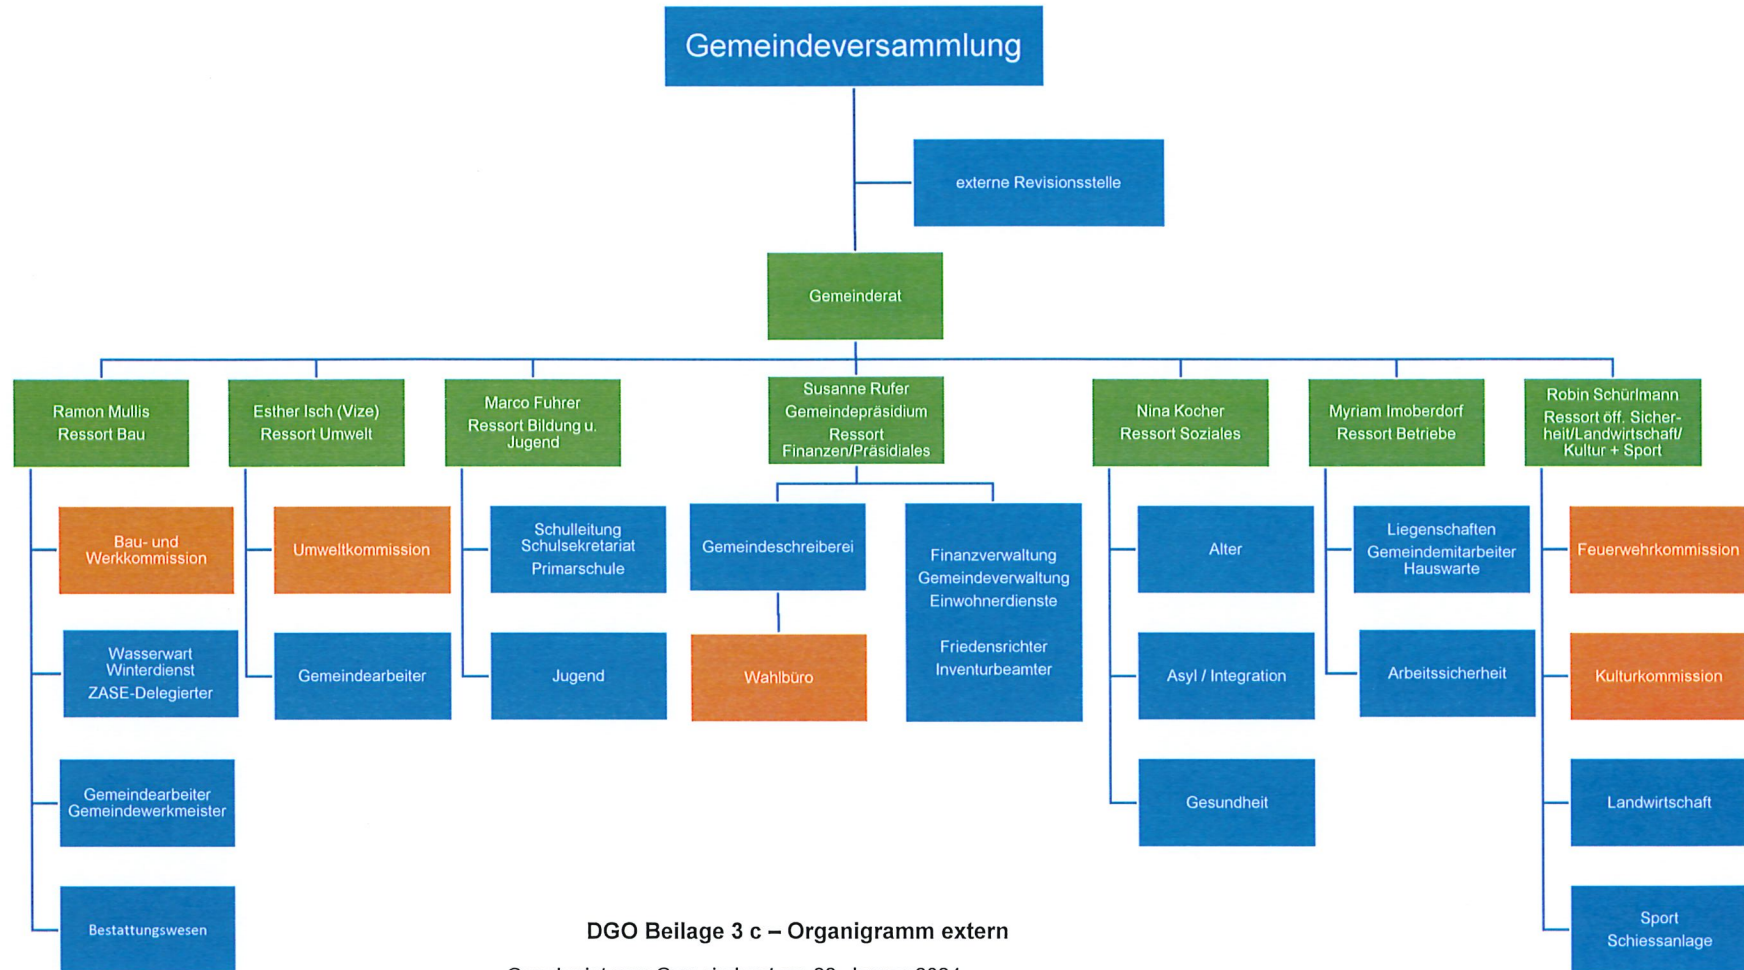 Gemeindeversammlung
externe Revisionsstelle
Gemeinderat
Ramon Mullis
Ressort Bau
Esther Isch (Vize)
Ressort Umwelt
Marco Fuhrer
Ressort Bildung u.
Jugend
Susanne Rufer
Gemeindepräsidium
Ressort
Finanzen/Präsidiales
Nina Kocher
Ressort Soziales
Myriam Imoberdorf
Ressort Betriebe
Robin Schürlmann
Ressort öff. Sicher-
heit/Landwirtschaft/
Kultur + Sport
Bau- und
Werkkommission
Wasserwart
Winterdienst
ZASE-Delegierter
Gemeindearbeiter
Gemeindewerkmeister
Bestattungswesen
Umweltkommission
Gemeindearbeiter
Schulleitung
Schulsekretariat
Primarschule
Jugend
Gemeindeschreiberei
Wahlbüro
Finanzverwaltung
Gemeindeverwaltung
Einwohnerdienste
Friedensrichter
Inventurbeamter
Alter
Asyl / Integration
Gesundheit
Liegenschaften
Gemeindemitarbeiter
Hauswarte
Arbeitssicherheit
Feuerwehrkommission
Kulturkommission
Landwirtschaft
Sport
Schiessanlage
DGO Beilage 3 c – Organigramm extern